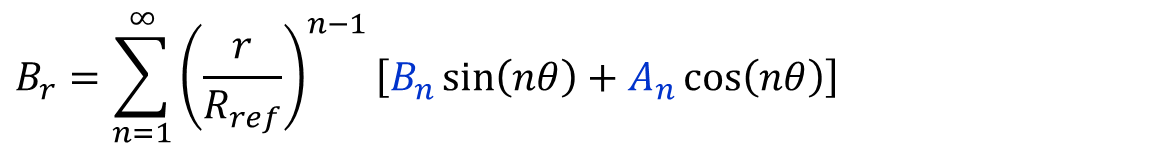 B_r = \sum_{n=1}^{\infty} \left( \frac{r}{R_{ref}} \right)^{n-1} [B_n \sin(n\theta) + A_n \cos(n\theta)]